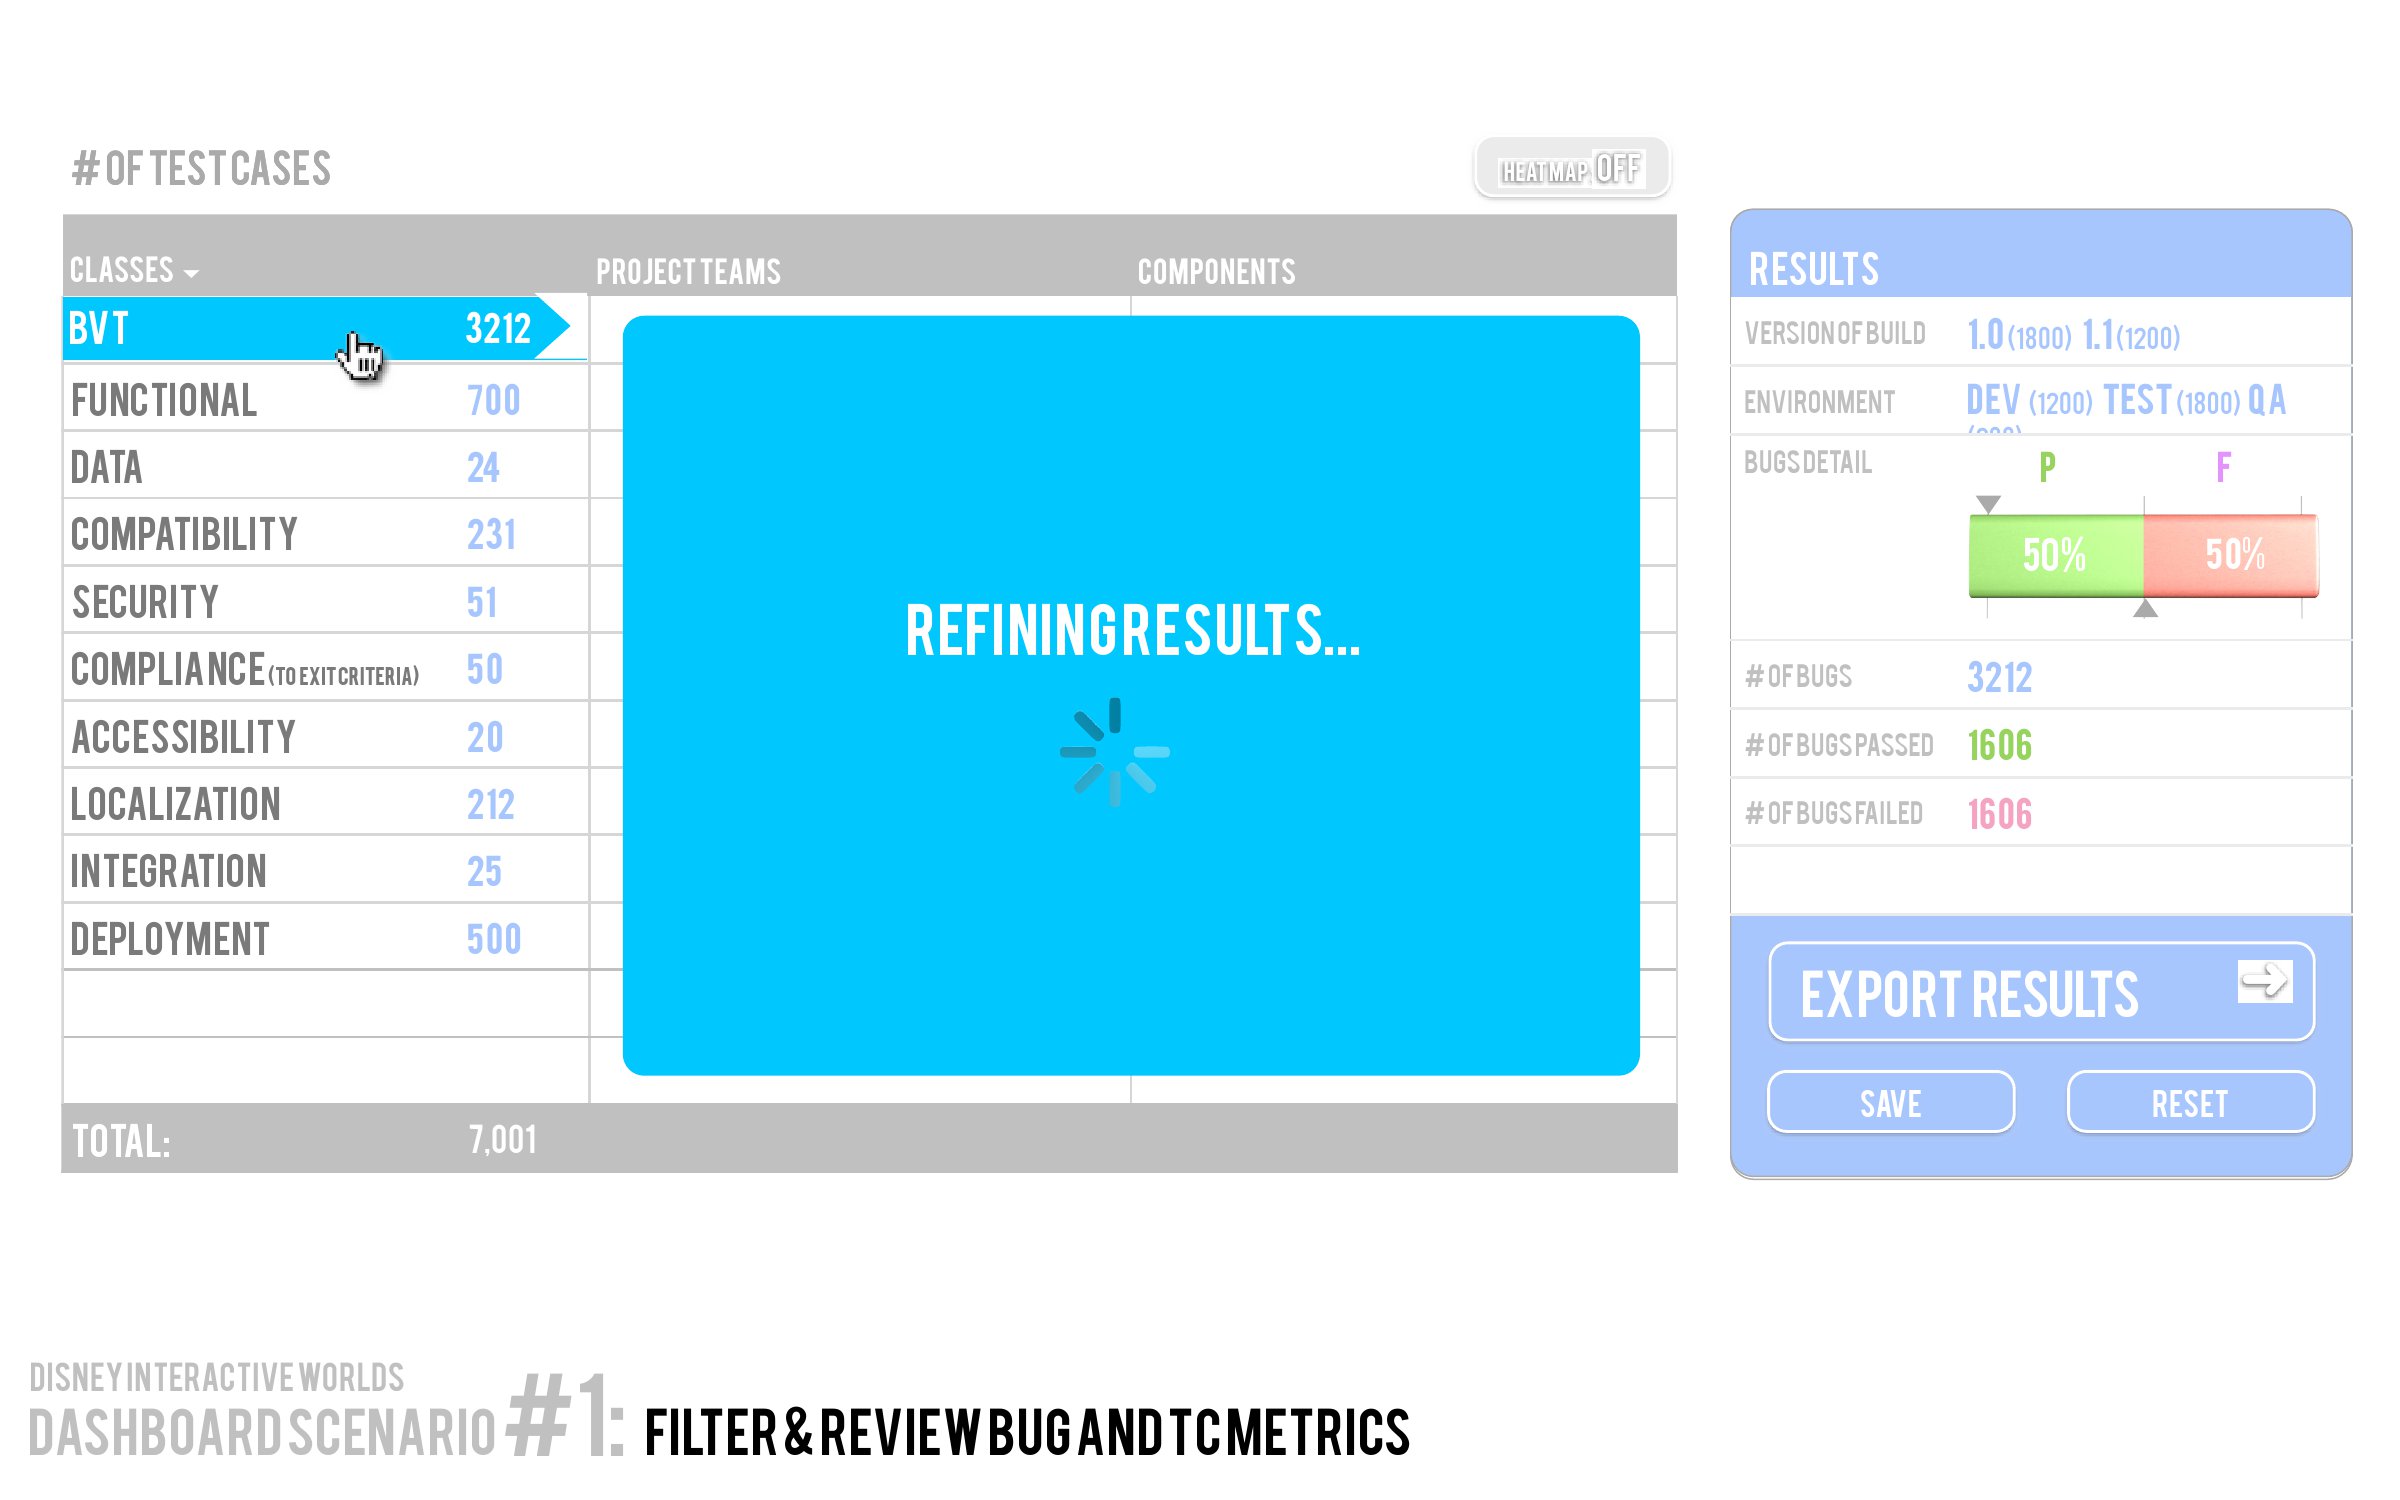 # OF TEST CASES
HEATMAP: OFF
CLASSES
PROJECT TEAMS
COMPONENTS
BVT 3212
FUNCTIONAL 700
DATA 24
COMPATIBILITY 231
SECURITY 51
COMPLIANCE (TO EXIT CRITERIA) 50
ACCESSIBILITY 20
LOCALIZATION 212
INTEGRATION 25
DEPLOYMENT 500
TOTAL: 7,001
REFINING RESULTS...
RESULTS
VERSION OF BUILD 1.0 (1800) 1.1 (1200)
ENVIRONMENT DEV (1200) TEST (1800) QA
BUGS DETAIL P F
50% 50%
# OF BUGS 3212
# OF BUGS PASSED 1606
# OF BUGS FAILED 1606
EXPORT RESULTS
SAVE RESET
DISNEY INTERACTIVE WORLDS
DASHBOARD SCENARIO #1: FILTER & REVIEW BUG AND TC METRICS